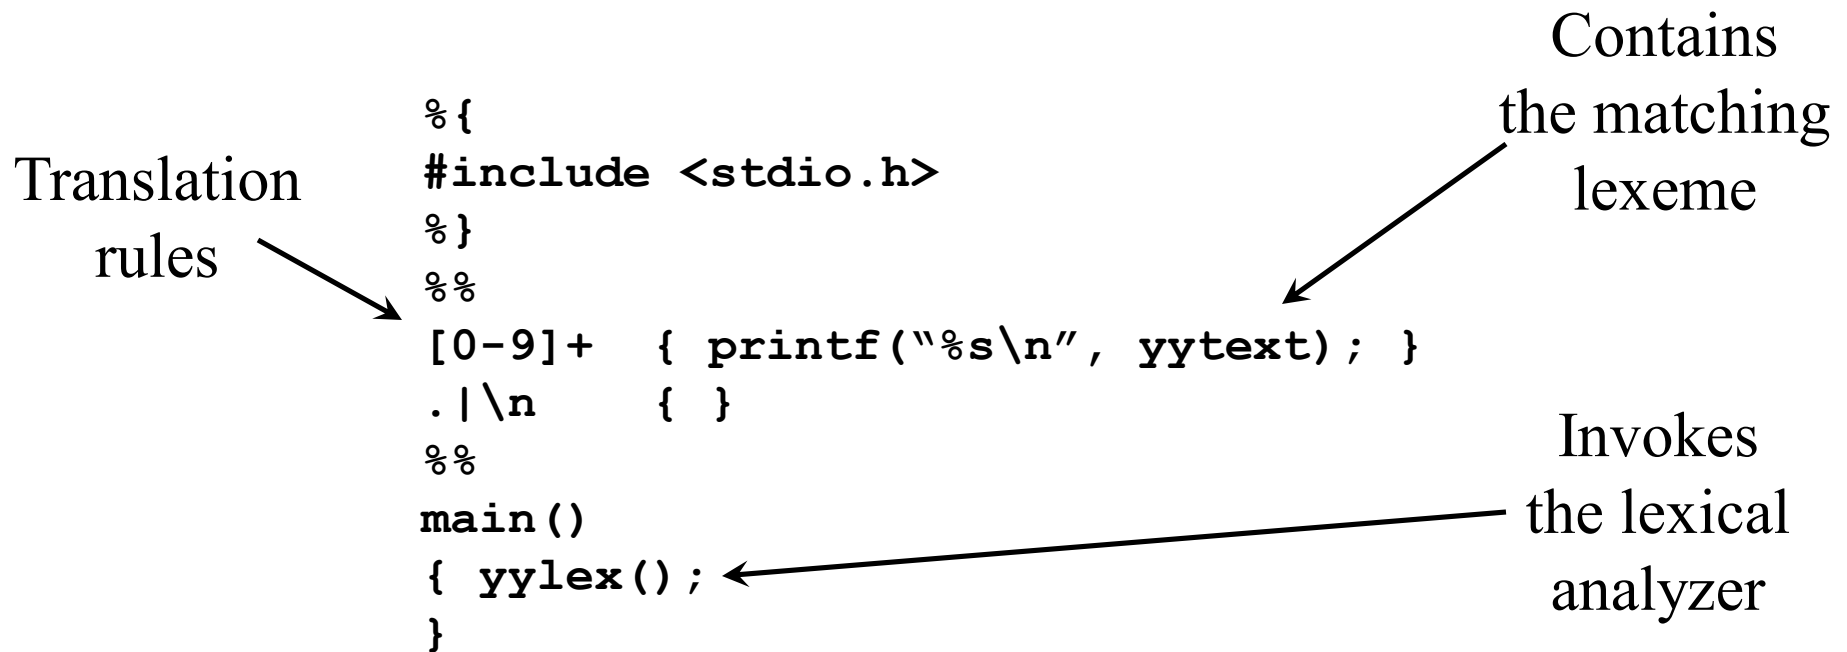 Contains
the matching
lexeme
Translation
rules
%{
#include <stdio.h>
%}
%%
[0-9]+  { printf(“%s\n”, yytext); }
.|\n    { }
%%
main()
{ yylex();
}
Invokes
the lexical
analyzer